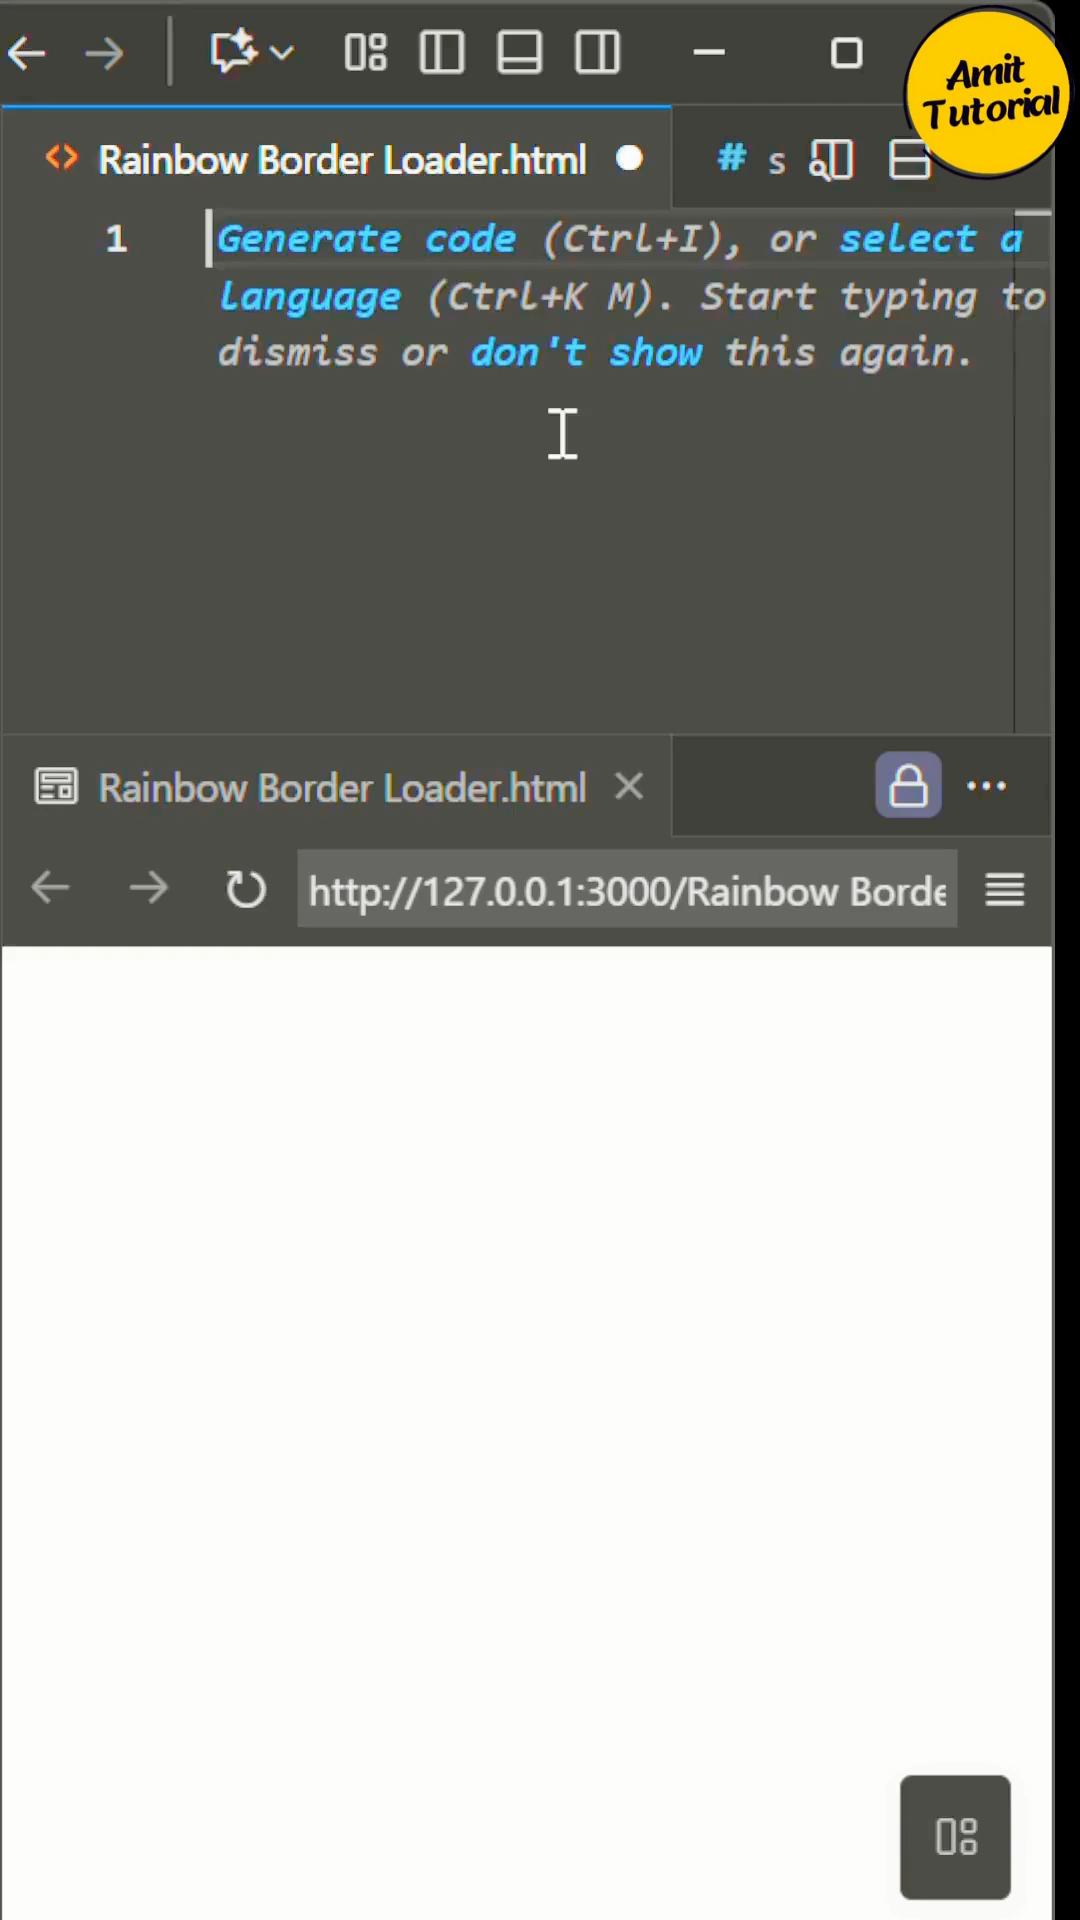 Amit
Tutorial
Rainbow Border Loader.html
# s
1
Generate code (Ctrl+I), or select a
language (Ctrl+K M). Start typing to
dismiss or don't show this again.
Rainbow Border Loader.html
http://127.0.0.1:3000/Rainbow Borde